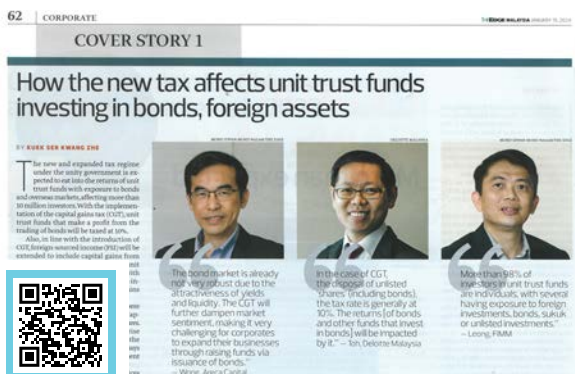 62 CORPORATE
THE EDGE MALAYSIA JANUARY 15, 2024
COVER STORY 1
How the new tax affects unit trust funds
investing in bonds, foreign assets
BY KUEK SER KWANG ZHE
The new and expanded tax regime
under the unity government is ex-
pected to eat into the returns of unit
trust funds with exposure to bonds
and overseas markets, affecting more than
10 million investors. With the implemen-
tation of the capital gains tax (CGT), unit
trust funds that make a profit from the
trading of bonds will be taxed at 10%.
Also, in line with the introduction of
CGT, foreign sourced income (FSI) will be
extended to include capital gains from
DELOITTE MALAYSIA
The bond market is already
not very robust due to the
attractiveness of yields
and liquidity. The CGT will
further dampen market
sentiment, making it very
challenging for corporates
to expand their businesses
through raising funds via
issuance of bonds.”
— Wong, Areca Capital
In the case of CGT,
the disposal of unlisted
shares (including bonds),
the tax rate is generally at
10%. The returns [of bonds
and other funds that invest
in bonds] will be impacted
by it.” — Toh, Deloitte Malaysia
More than 98% of
investors in unit trust funds
are individuals, with several
having exposure to foreign
investments, bonds, sukuk
or unlisted investments.”
— Leong, FIMM